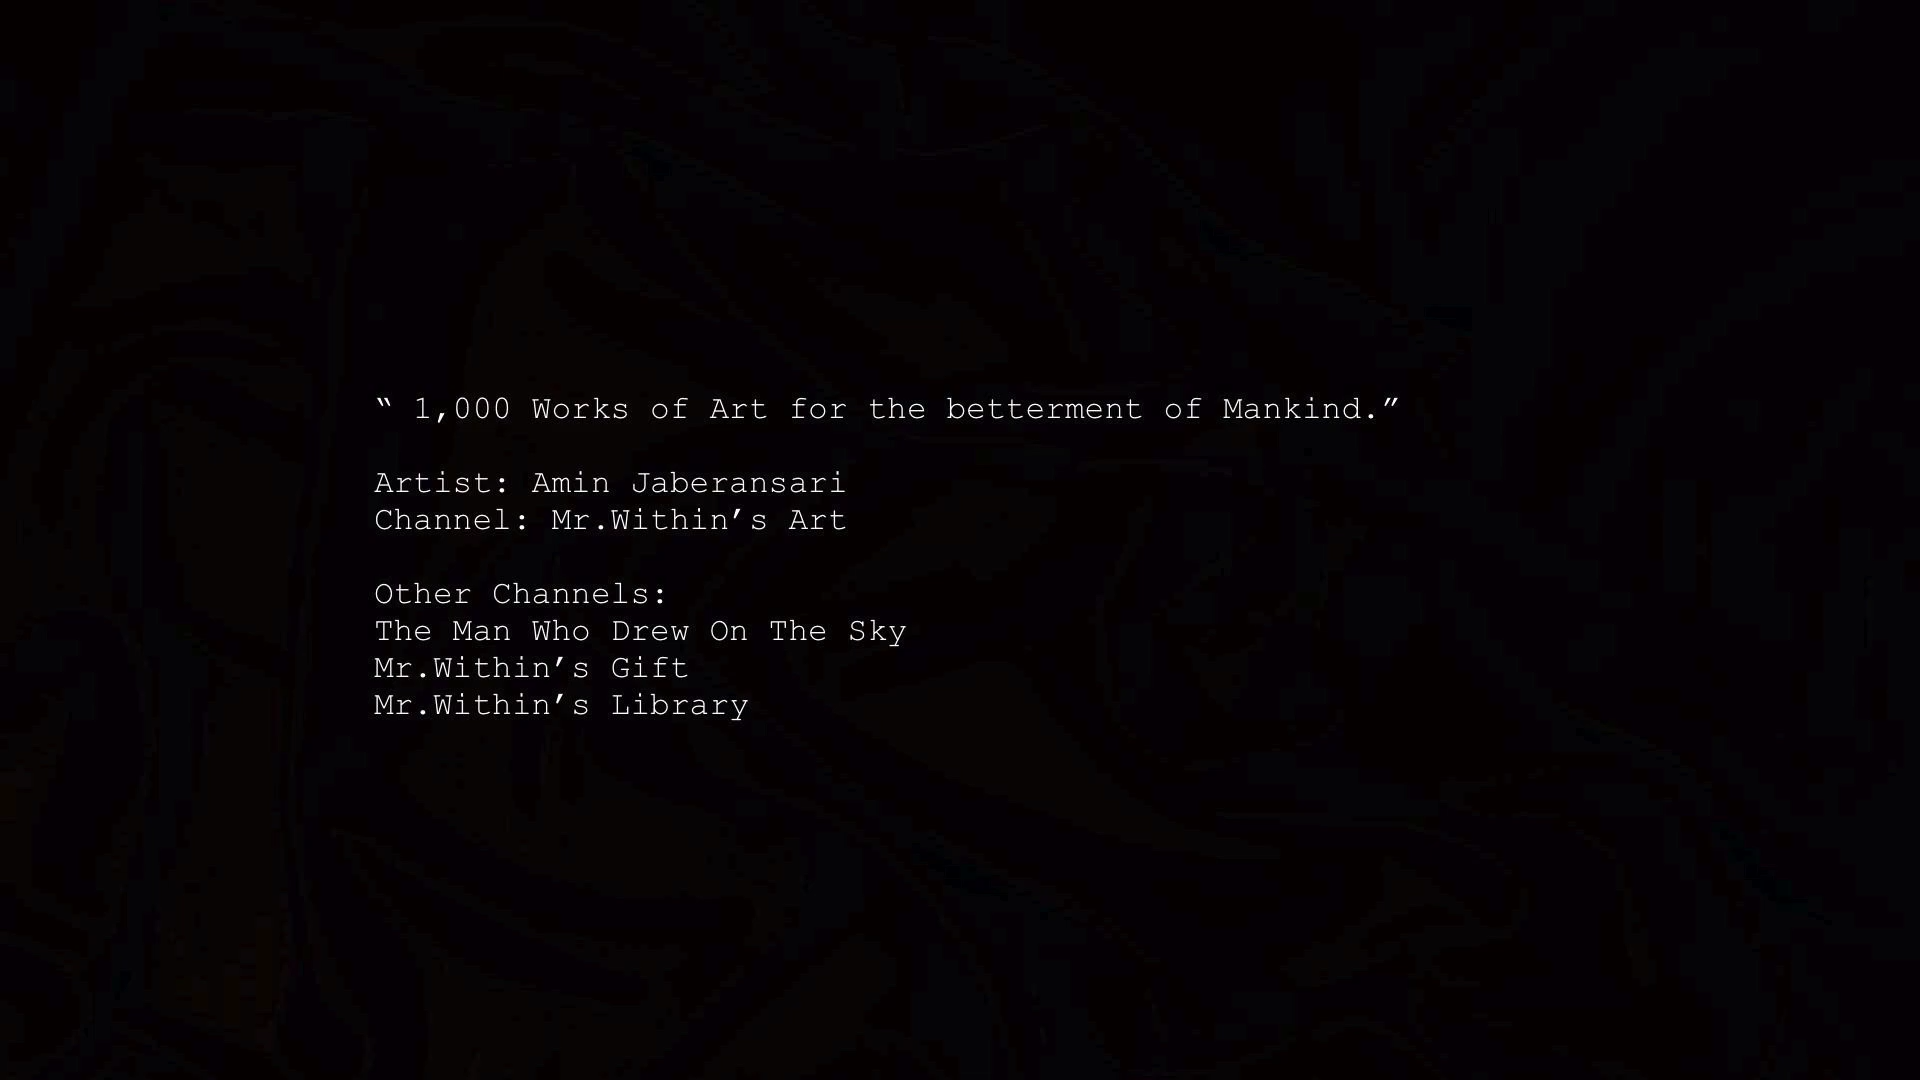 “ 1,000 Works of Art for the betterment of Mankind.”
Artist: Amin Jaberansari
Channel: Mr.Within’s Art
Other Channels:
The Man Who Drew On The Sky
Mr.Within’s Gift
Mr.Within’s Library